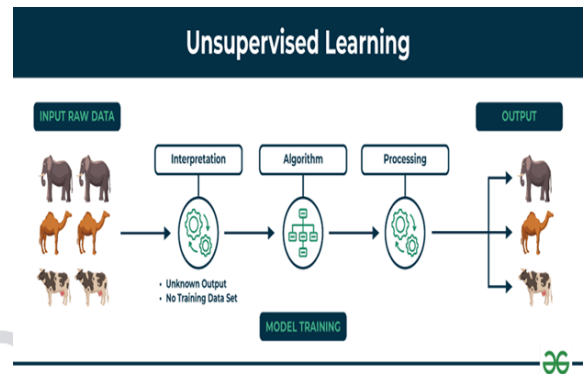 Unsupervised Learning
INPUT RAW DATA
OUTPUT
Interpretation
Algorithm
Processing
• Unknown Output
• No Training Data Set
MODEL TRAINING